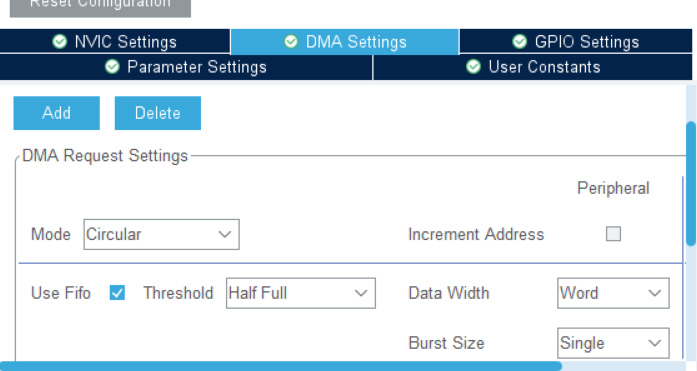 Reset Configuration
NVIC Settings
DMA Settings
GPIO Settings
Parameter Settings
User Constants
Add
Delete
DMA Request Settings
Peripheral
Mode
Circular
Increment Address
Use Fifo
Threshold
Half Full
Data Width
Word
Burst Size
Single